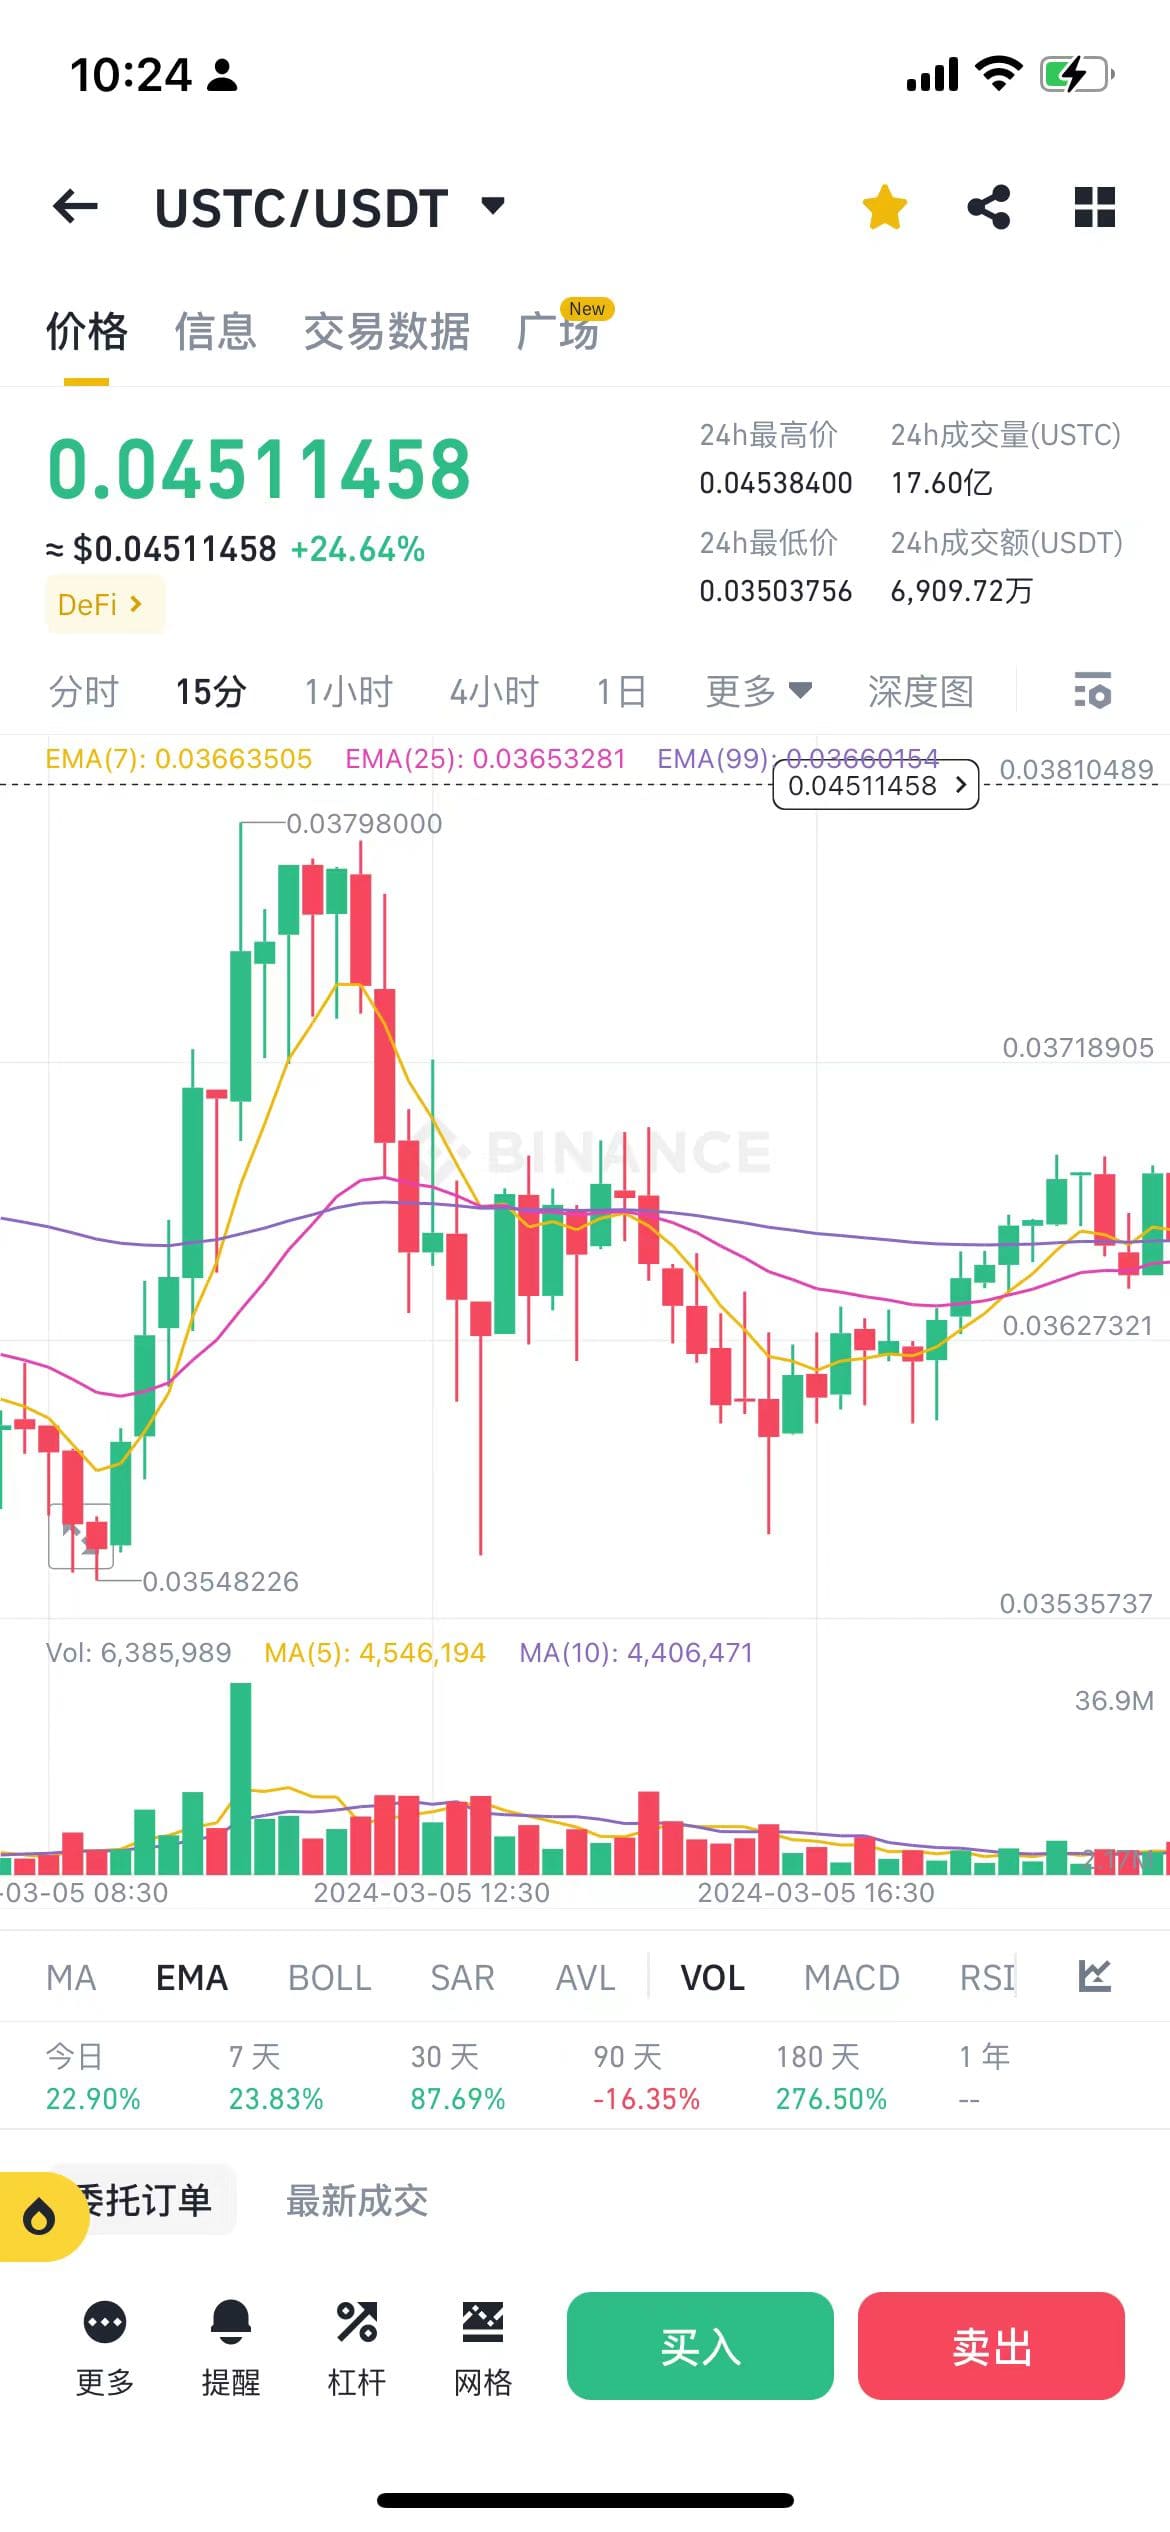 10:24
USTC/USDT
价格 信息 交易数据 广场 New
0.04511458
≈ $0.04511458 +24.64%
DeFi
24h最高价 24h成交量(USTC)
0.04538400 17.60亿
24h最低价 24h成交额(USDT)
0.03503756 6,909.72万
分时 15分 1小时 4小时 1日 更多 深度图
EMA(7): 0.03663505 EMA(25): 0.03653281 EMA(99): 0.03660154
0.04511458
0.03810489
0.03798000
0.03718905
BINANCE
0.03627321
0.03548226
0.03535737
Vol: 6,385,989 MA(5): 4,546,194 MA(10): 4,406,471
36.9M
-03-05 08:30 2024-03-05 12:30 2024-03-05 16:30
MA EMA BOLL SAR AVL VOL MACD RSI
今日 7 天 30 天 90 天 180 天 1 年
22.90% 23.83% 87.69% -16.35% 276.50% --
委托订单 最新成交
更多 提醒 杠杆 网格 买入 卖出